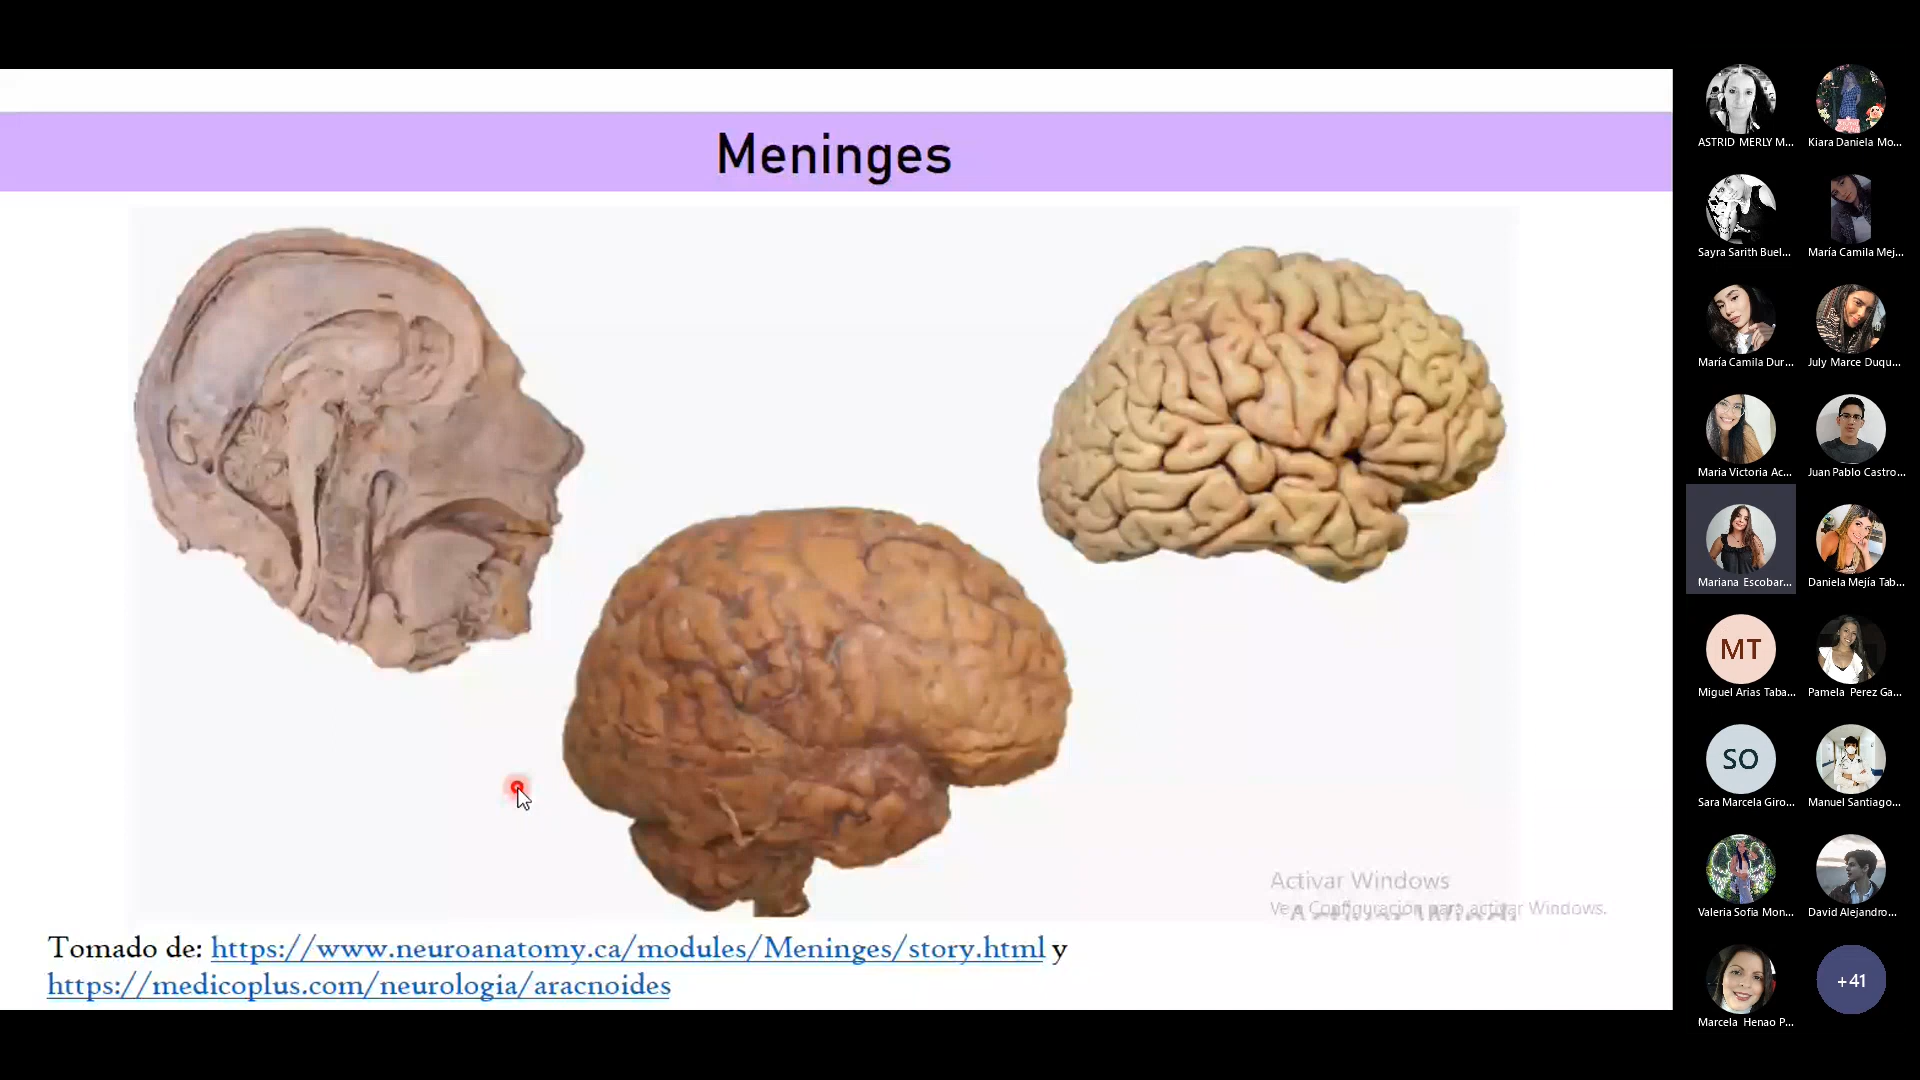 Meninges
Activar Windows
Ve a Configuración para activar Windows.
Tomado de: https://www.neuroanatomy.ca/modules/Meninges/story.html y
https://medicoplus.com/neurologia/aracnoides
ASTRID MERLY M...
Kiara Daniela Mo...
Sayra Sarith Buel...
María Camila Mej...
María Camila Dur...
July Marce Duqu...
Maria Victoria Ac...
Juan Pablo Castro...
Mariana Escobar...
Daniela Mejía Tab...
MT
Miguel Arias Taba...
Pamela Perez Ga...
SO
Sara Marcela Giro...
Manuel Santiago...
Valeria Sofia Mon...
David Alejandro...
Marcela Henao P...
+41